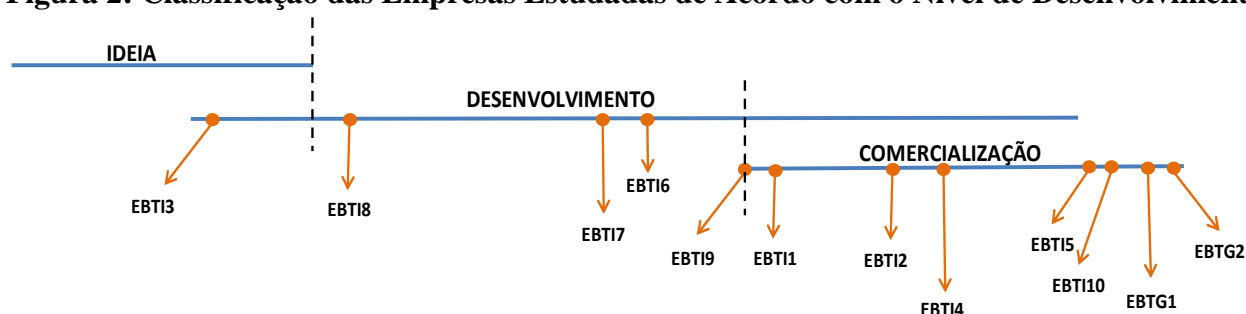 Figura 2: Classificação das Empresas Estudadas de Acordo com o Nível de Desenvolviment
IDEIA
DESENVOLVIMENTO
COMERCIALIZAÇÃO
EBTI3
EBTI8
EBTI7
EBTI6
EBTI9
EBTI1
EBTI2
EBTI4
EBTI5
EBTI10
EBTG1
EBTG2